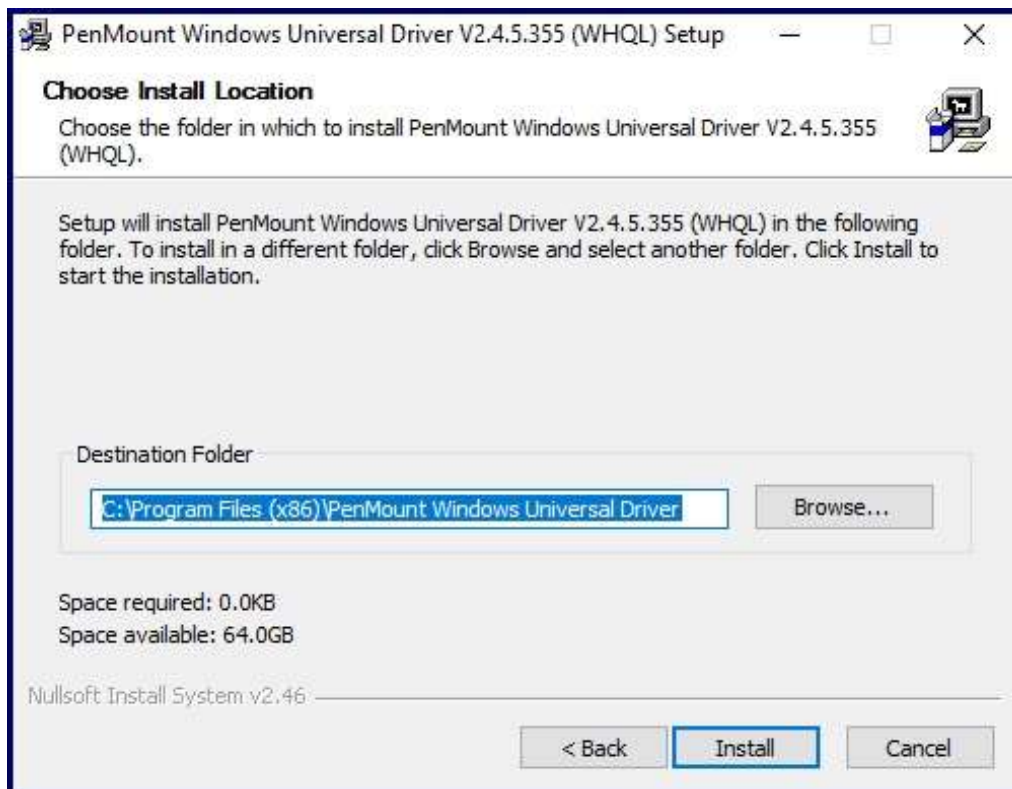 PenMount Windows Universal Driver V2.4.5.355 (WHQL) Setup
Choose Install Location
Choose the folder in which to install PenMount Windows Universal Driver V2.4.5.355
(WHQL).
Setup will install PenMount Windows Universal Driver V2.4.5.355 (WHQL) in the following
folder. To install in a different folder, click Browse and select another folder. Click Install to
start the installation.
Destination Folder
C:\Program Files (x86)\PenMount Windows Universal Driver
Browse...
Space required: 0.0KB
Space available: 64.0GB
Nullsoft Install System v2.46
< Back
Install
Cancel